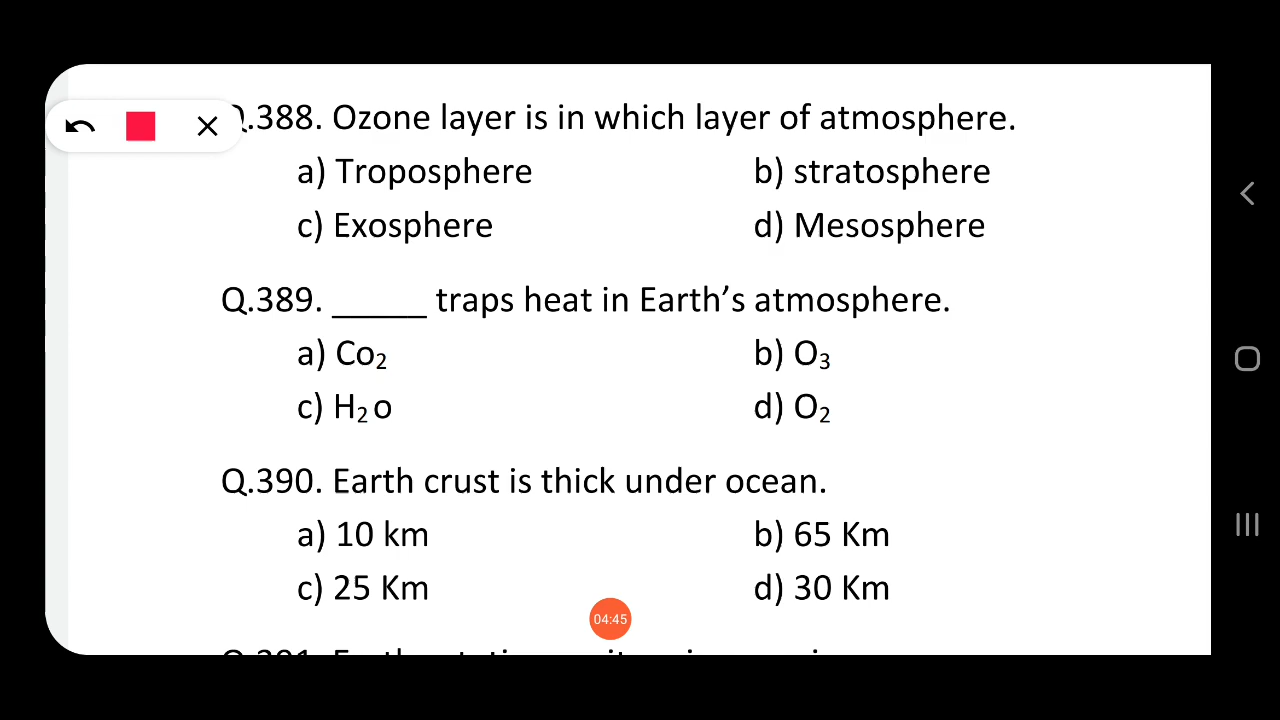 .388. Ozone layer is in which layer of atmosphere.
a) Troposphere b) stratosphere
c) Exosphere d) Mesosphere
Q.389. _____ traps heat in Earth’s atmosphere.
a) Co₂ b) O₃
c) H₂ o d) O₂
Q.390. Earth crust is thick under ocean.
a) 10 km b) 65 Km
c) 25 Km d) 30 Km
04:45